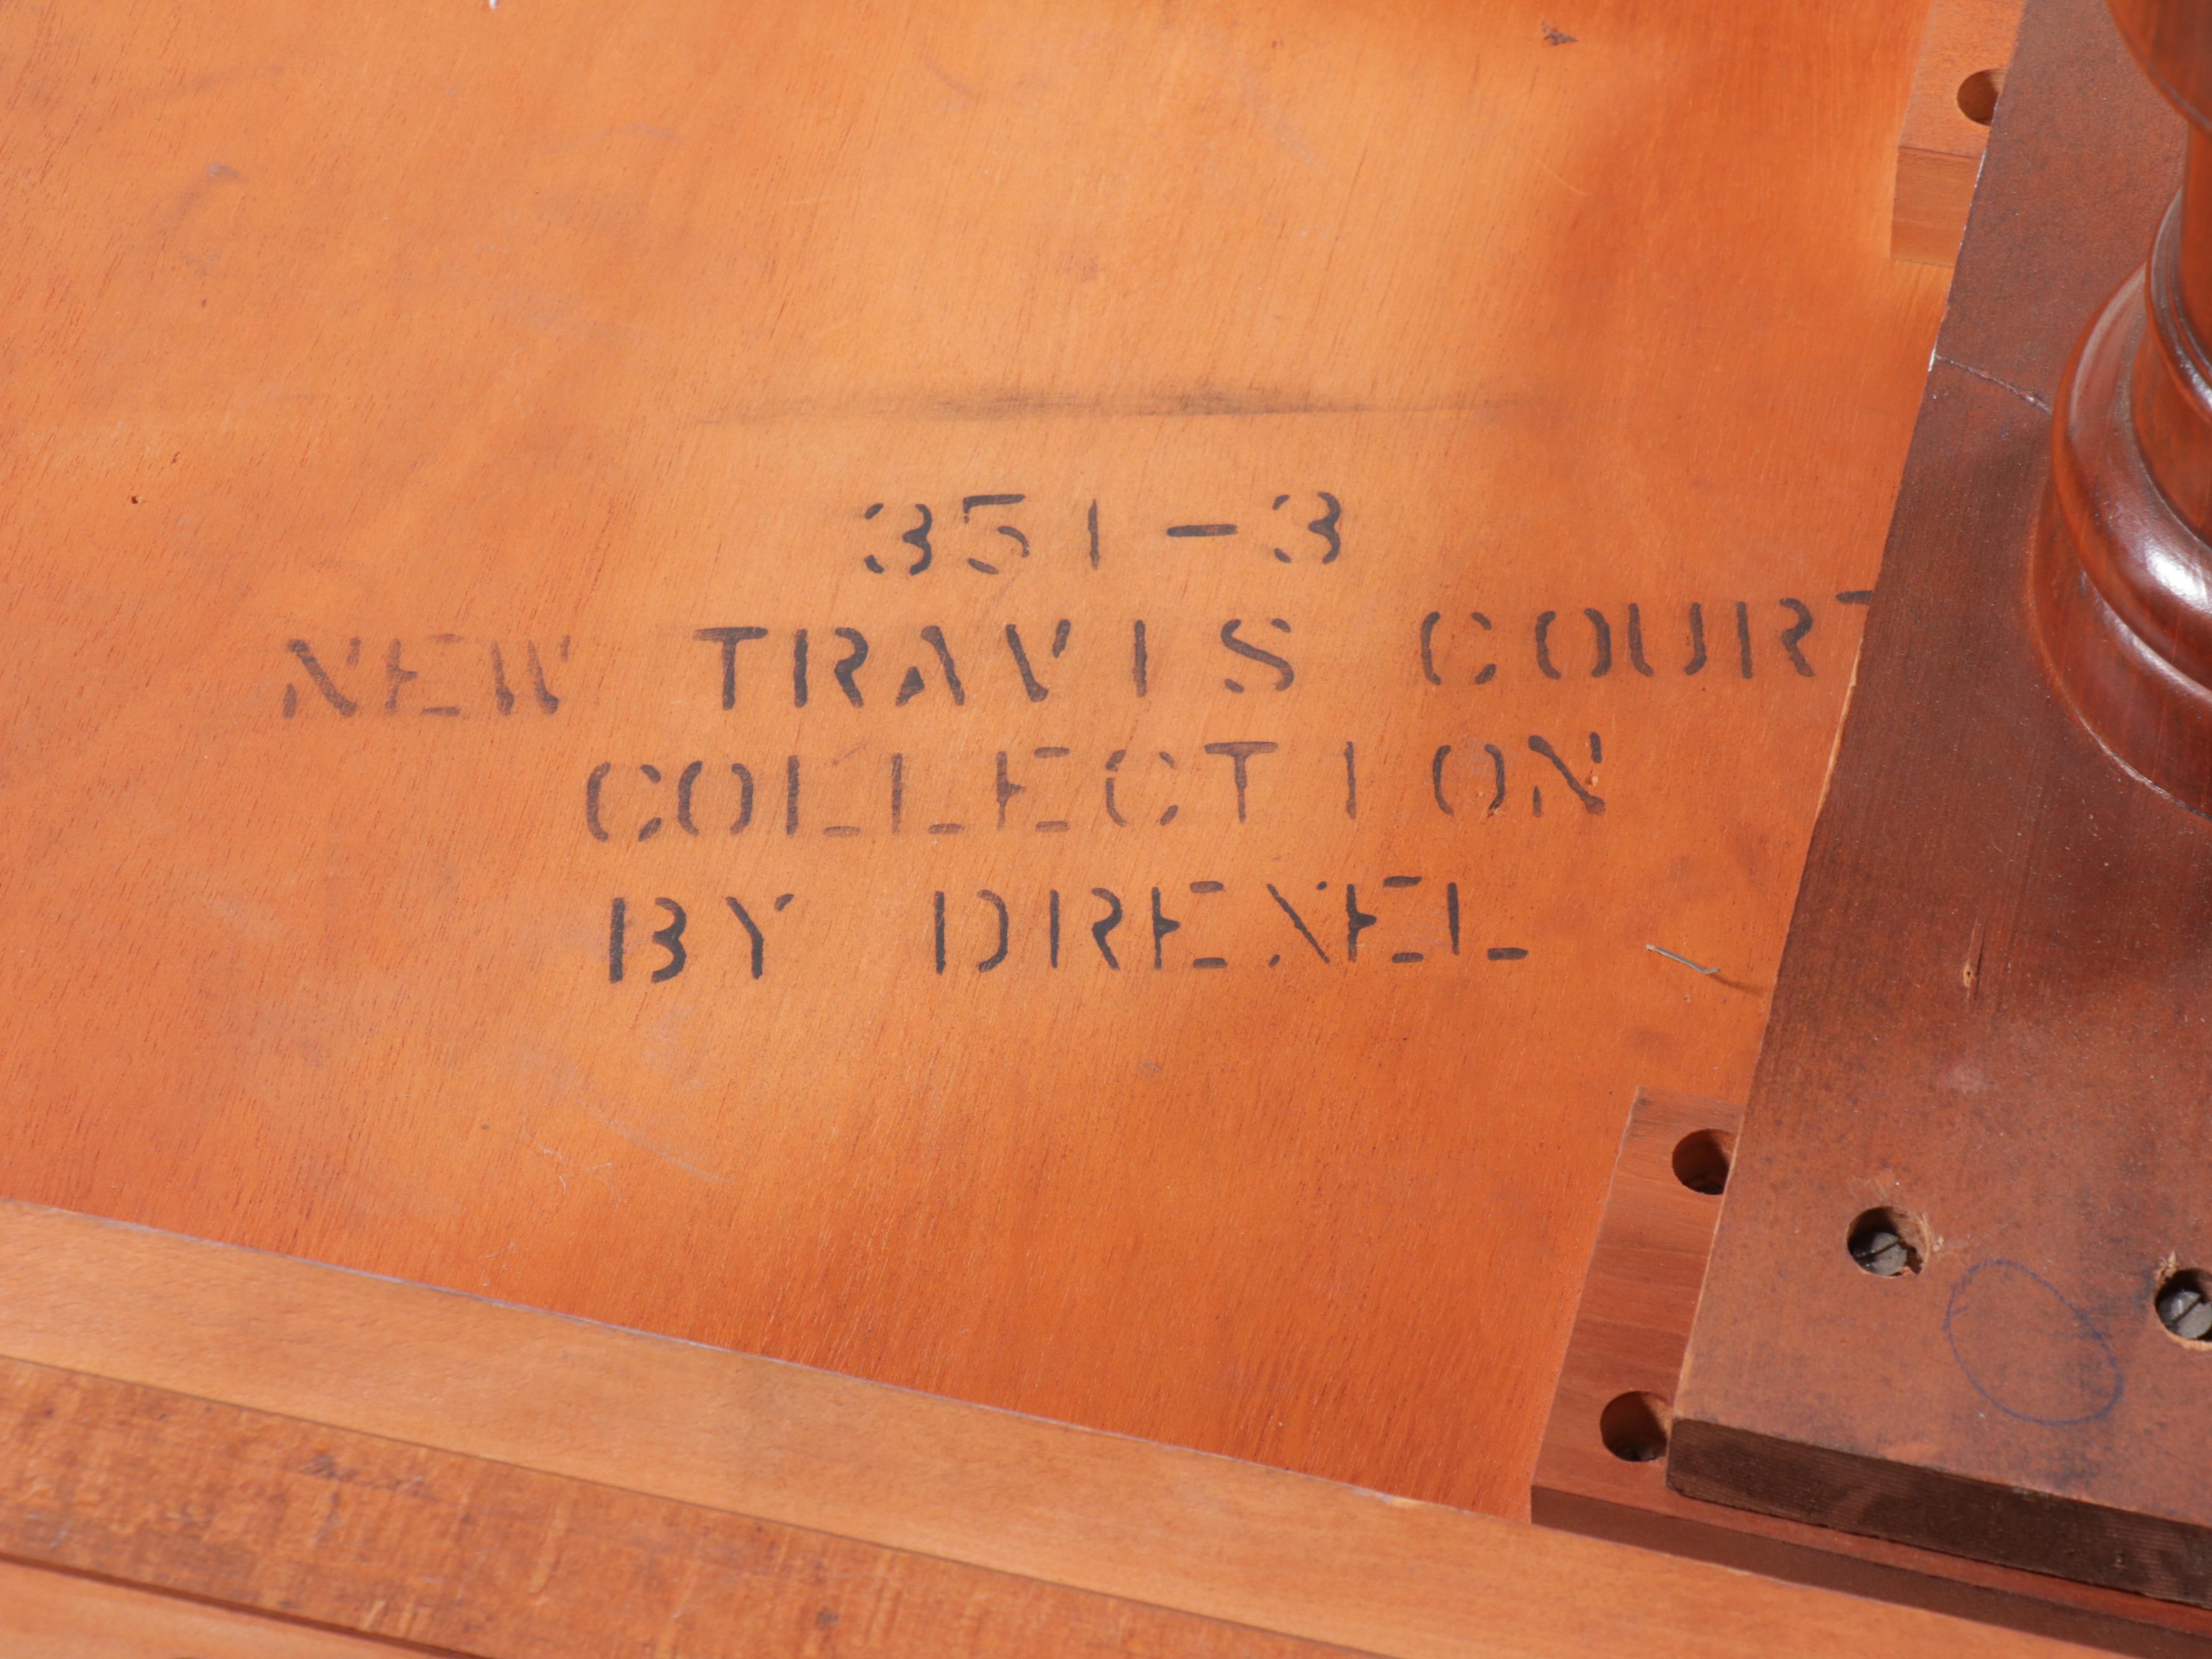 351-3
NEW TRAVIS COURT
COLLECTION
BY DREXEL